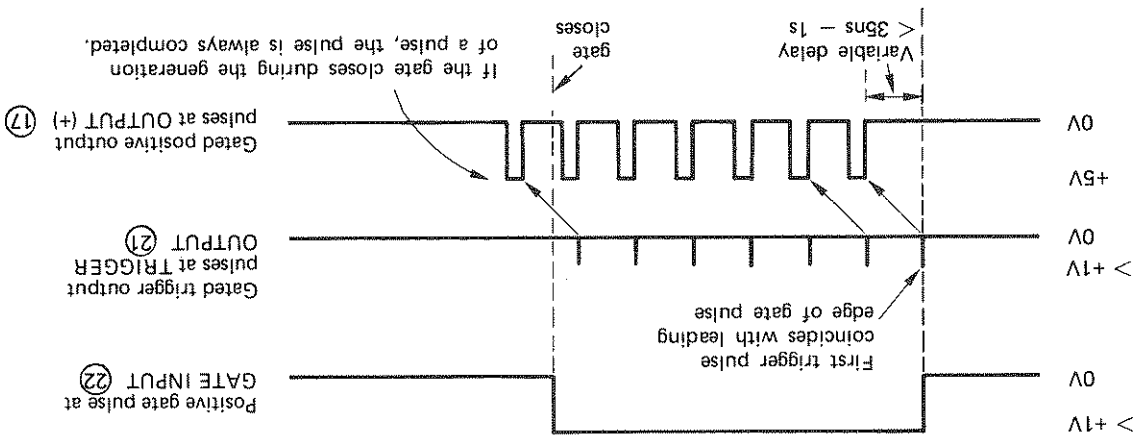 > +1V
0V
Positive gate pulse at
GATE INPUT 22
First trigger pulse
coincides with leading
edge of gate pulse
> +1V
0V
Gated trigger output
pulses at TRIGGER
OUTPUT 21
+5V
0V
Gated positive output
pulses at OUTPUT (+) 17
Variable delay
< 35ns – 1s
gate
closes
If the gate closes during the generation
of a pulse, the pulse is always completed.